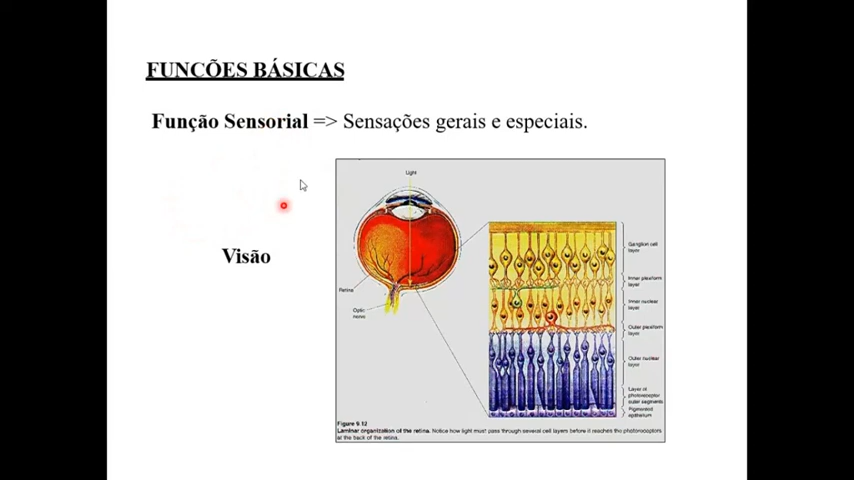 FUNCÕES BÁSICAS
Função Sensorial => Sensações gerais e especiais.
Light
Visão
Retina
Optic
nerve
Ganglion cell
layer
Inner plexiform
layer
Inner nuclear
layer
Outer plexiform
layer
Outer nuclear
layer
Layer of
photoreceptor
outer segments
Pigmented
epithelium
Figure 9.12
Laminar organization of the retina. Notice how light must pass through several cell layers before it reaches the photoreceptors
at the back of the retina.